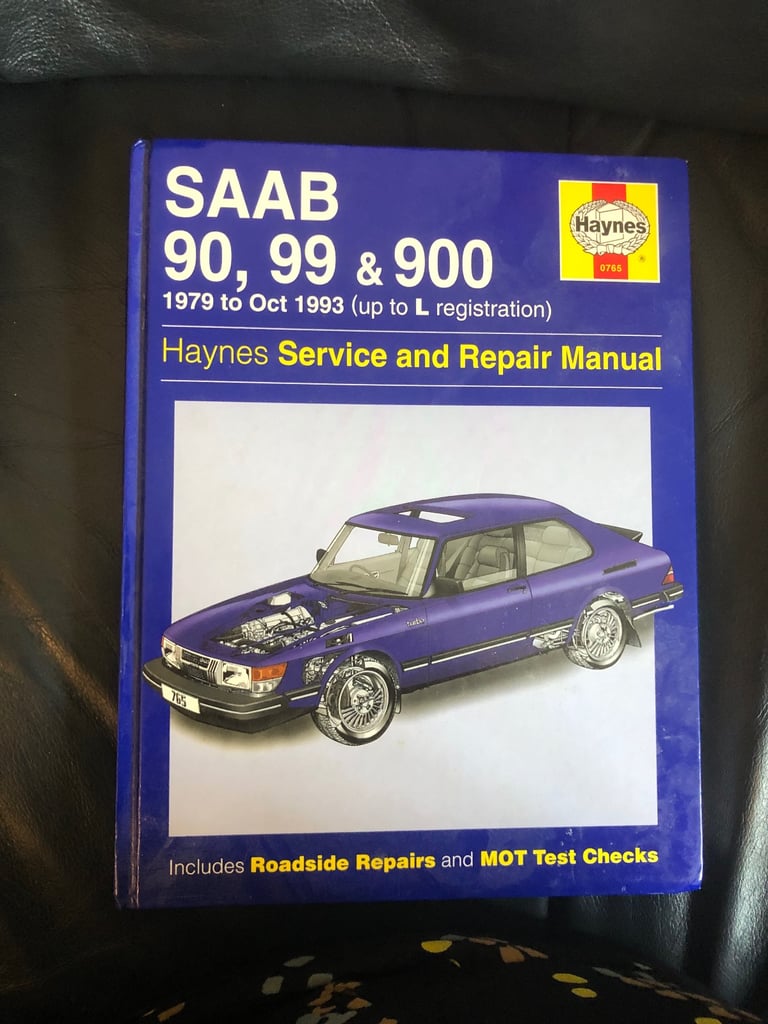 SAAB
90, 99 & 900
1979 to Oct 1993 (up to L registration)
Haynes
0765
Haynes Service and Repair Manual
Turbo
765
Includes Roadside Repairs and MOT Test Checks